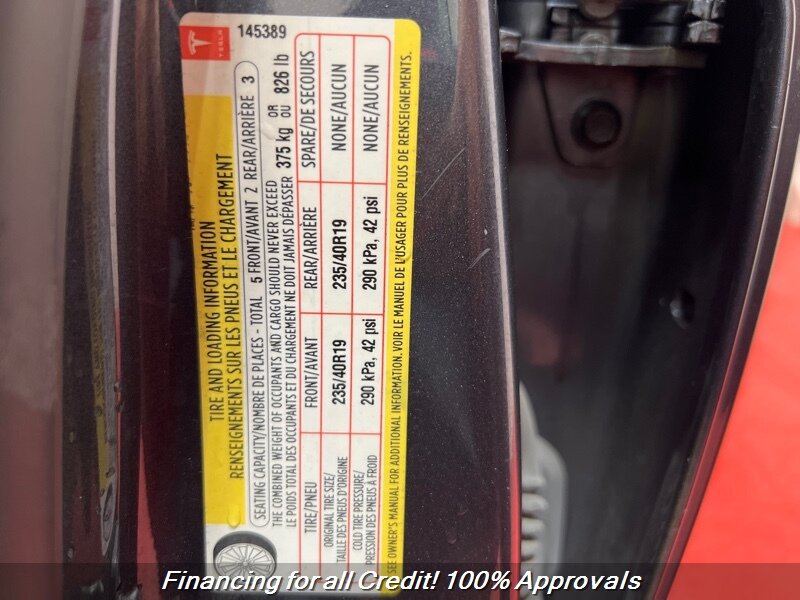 TESLA
145389
TIRE AND LOADING INFORMATION
RENSEIGNEMENTS SUR LES PNEUS ET LE CHARGEMENT
SEATING CAPACITY/NOMBRE DE PLACES - TOTAL 5 FRONT/AVANT 2 REAR/ARRIÈRE 3
THE COMBINED WEIGHT OF OCCUPANTS AND CARGO SHOULD NEVER EXCEED
LE POIDS TOTAL DES OCCUPANTS ET DU CHARGEMENT NE DOIT JAMAIS DÉPASSER 375 kg OR OU 826 lb
TIRE/PNEU FRONT/AVANT REAR/ARRIÈRE SPARE/DE SECOURS
ORIGINAL TIRE SIZE/
TAILLE DES PNEUS D'ORIGINE 235/40R19 235/40R19 NONE/AUCUN
COLD TIRE PRESSURE/
PRESSION DES PNEUS À FROID 290 kPa, 42 psi 290 kPa, 42 psi NONE/AUCUN
SEE OWNER'S MANUAL FOR ADDITIONAL INFORMATION. VOIR LE MANUEL DE L'USAGER POUR PLUS DE RENSEIGNEMENTS.
Financing for all Credit! 100% Approvals